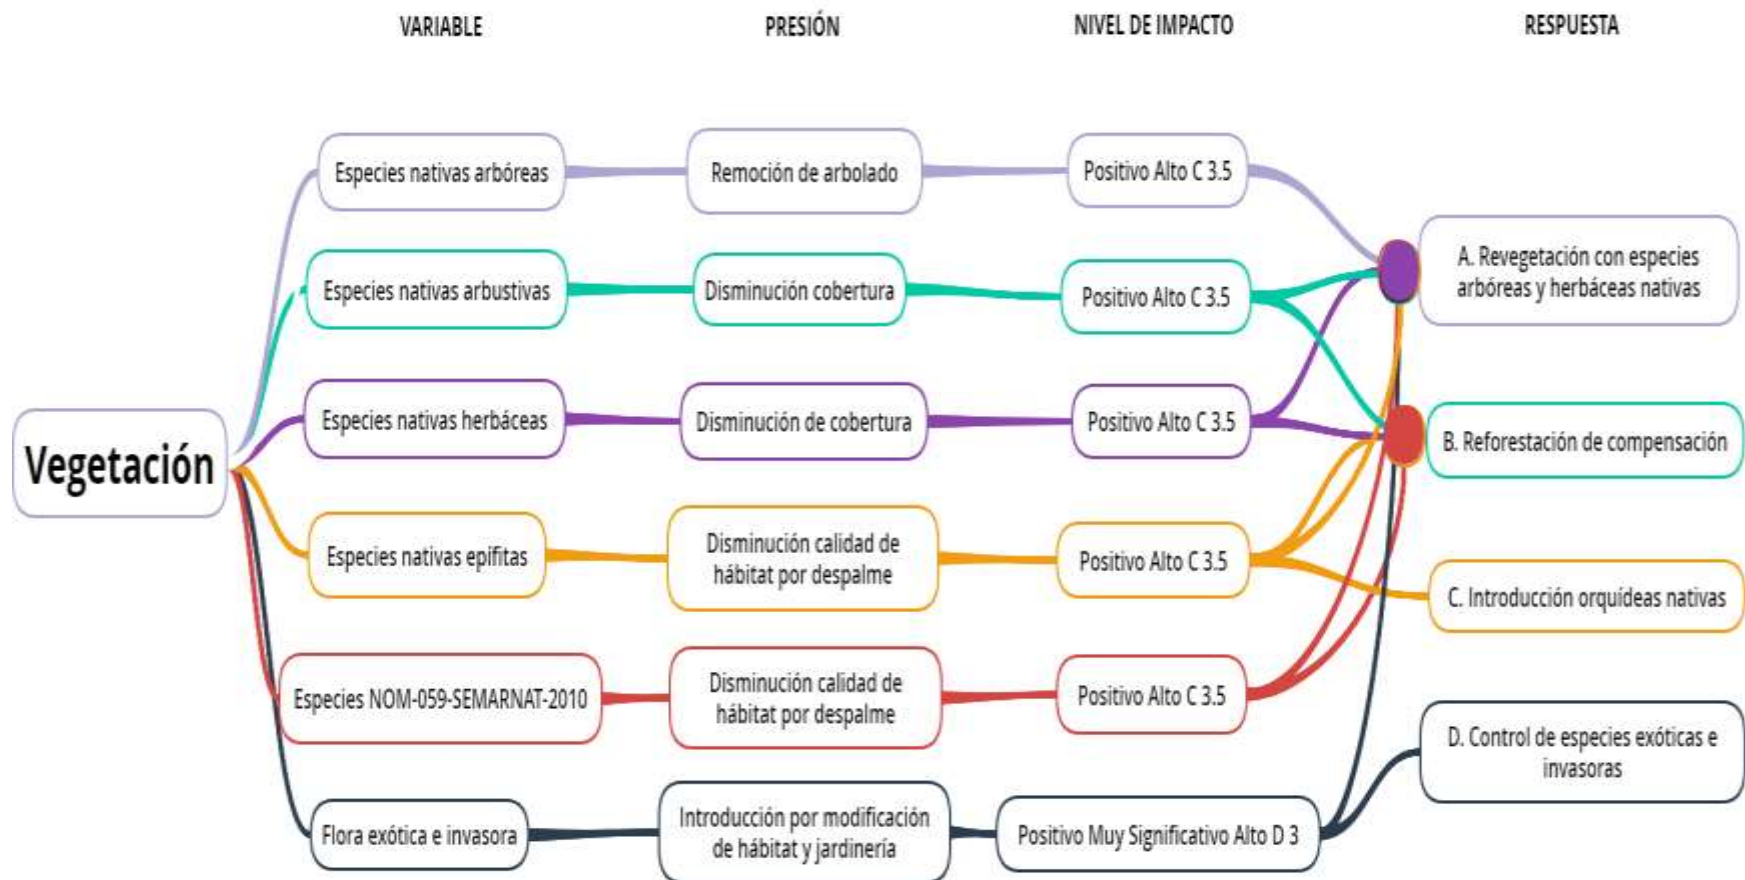 VARIABLE PRESIÓN NIVEL DE IMPACTO RESPUESTA
Especies nativas arbóreas Remoción de arbolado Positivo Alto C 3.5
A. Revegetación con especies
arbóreas y herbáceas nativas
Especies nativas arbustivas Disminución cobertura Positivo Alto C 3.5
Especies nativas herbáceas Disminución de cobertura Positivo Alto C 3.5
B. Reforestación de compensación
Vegetación
Especies nativas epífitas
Disminución calidad de
hábitat por despalme
Positivo Alto C 3.5
C. Introducción orquídeas nativas
Especies NOM-059-SEMARNAT-2010
Disminución calidad de
hábitat por despalme
Positivo Alto C 3.5
D. Control de especies exóticas e
invasoras
Flora exótica e invasora
Introducción por modificación
de hábitat y jardinería
Positivo Muy Significativo Alto D 3